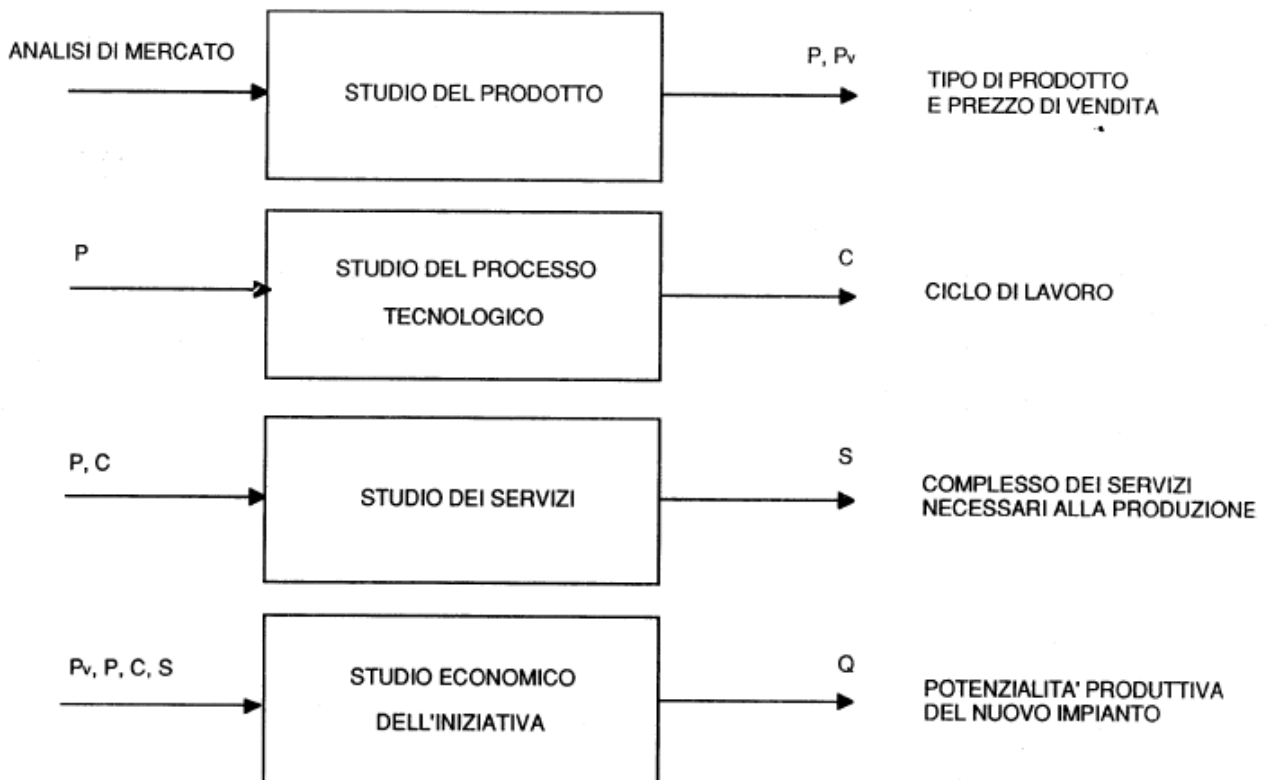 ANALISI DI MERCATO
STUDIO DEL PRODOTTO
P, Pv
TIPO DI PRODOTTO
E PREZZO DI VENDITA
P
STUDIO DEL PROCESSO
TECNOLOGICO
C
CICLO DI LAVORO
P, C
STUDIO DEI SERVIZI
S
COMPLESSO DEI SERVIZI
NECESSARI ALLA PRODUZIONE
Pv, P, C, S
STUDIO ECONOMICO
DELL'INIZIATIVA
Q
POTENZIALITA' PRODUTTIVA
DEL NUOVO IMPIANTO